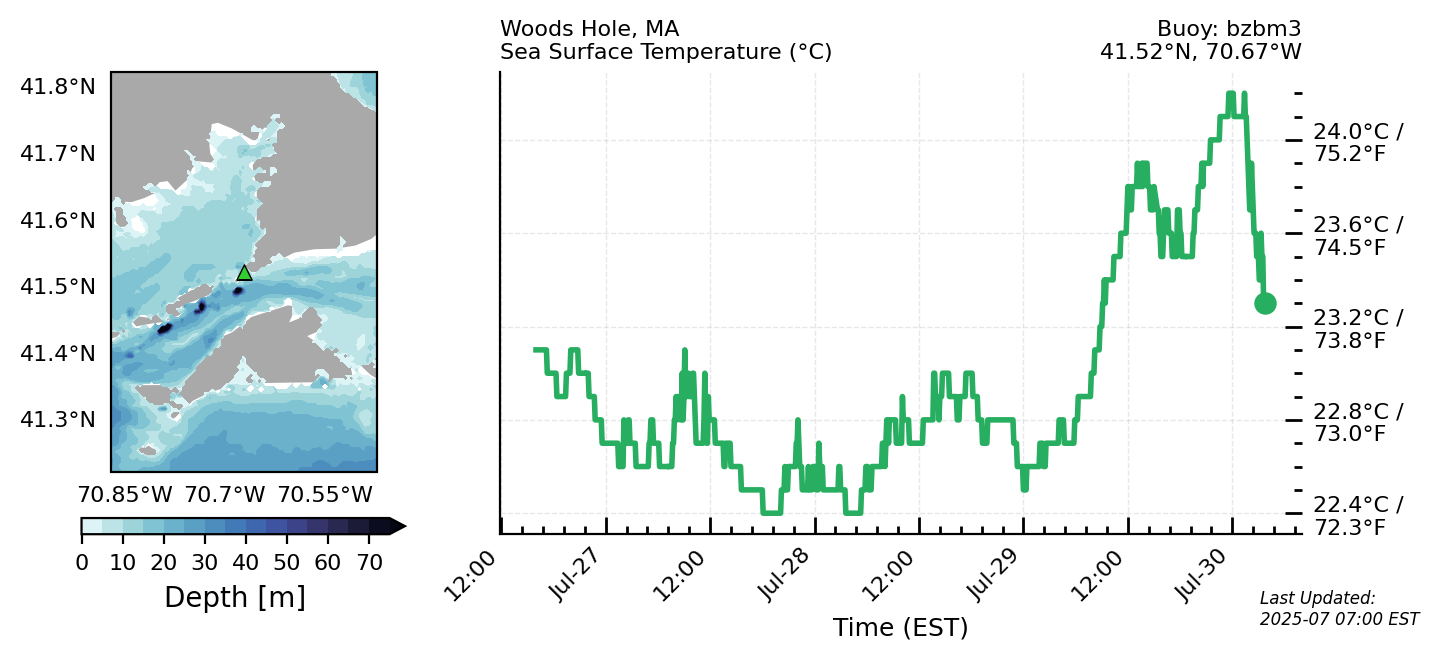 Woods Hole, MA
Sea Surface Temperature (°C)
Buoy: bzbm3
41.52°N, 70.67°W
41.8°N
41.7°N
41.6°N
41.5°N
41.4°N
41.3°N
70.85°W 70.7°W 70.55°W
0 10 20 30 40 50 60 70
Depth [m]
24.0°C /
75.2°F
23.6°C /
74.5°F
23.2°C /
73.8°F
22.8°C /
73.0°F
22.4°C /
72.3°F
12:00 Jul-27 12:00 Jul-28 12:00 Jul-29 12:00 Jul-30
Time (EST)
Last Updated:
2025-07 07:00 EST